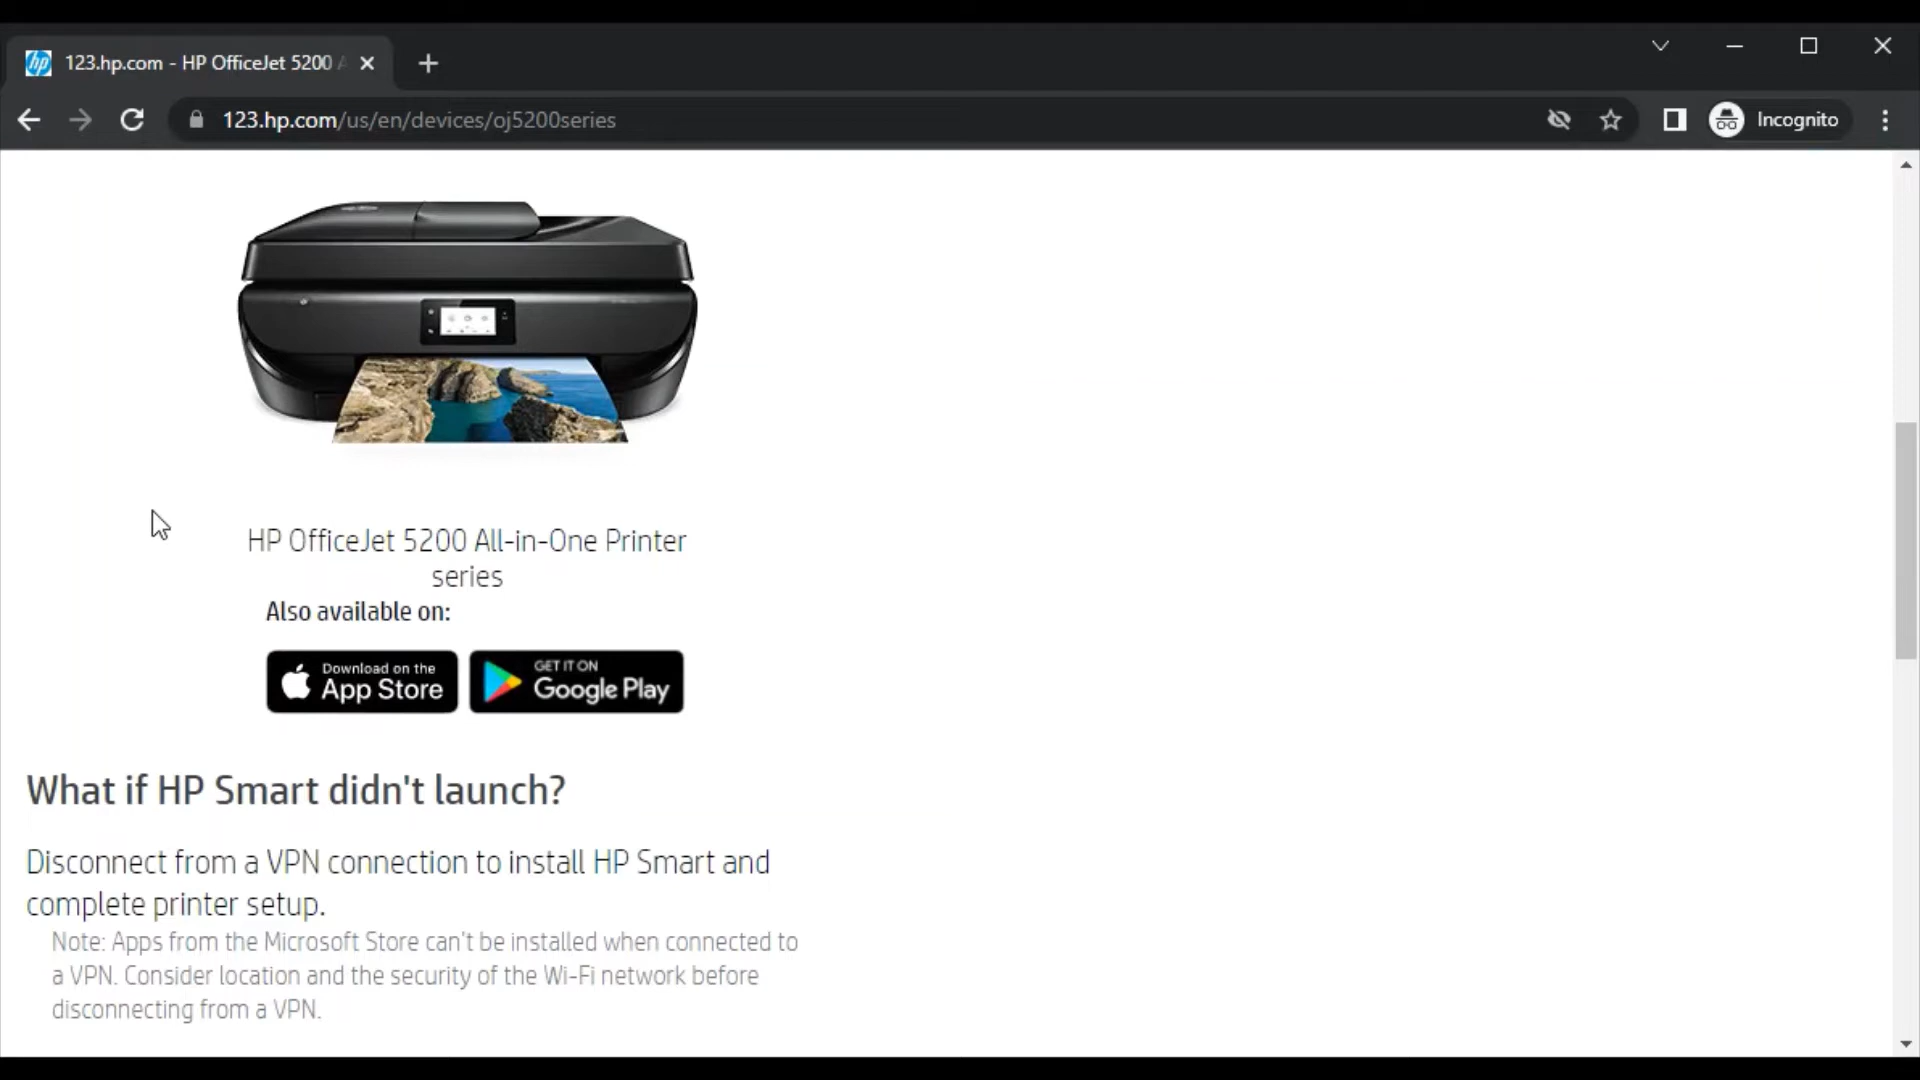 123.hp.com - HP OfficeJet 5200 A
123.hp.com/us/en/devices/oj5200series
Incognito
HP OfficeJet 5200 All-in-One Printer
series
Also available on:
Download on the
App Store
GET IT ON
Google Play
What if HP Smart didn't launch?
Disconnect from a VPN connection to install HP Smart and
complete printer setup.
Note: Apps from the Microsoft Store can't be installed when connected to
a VPN. Consider location and the security of the Wi-Fi network before
disconnecting from a VPN.